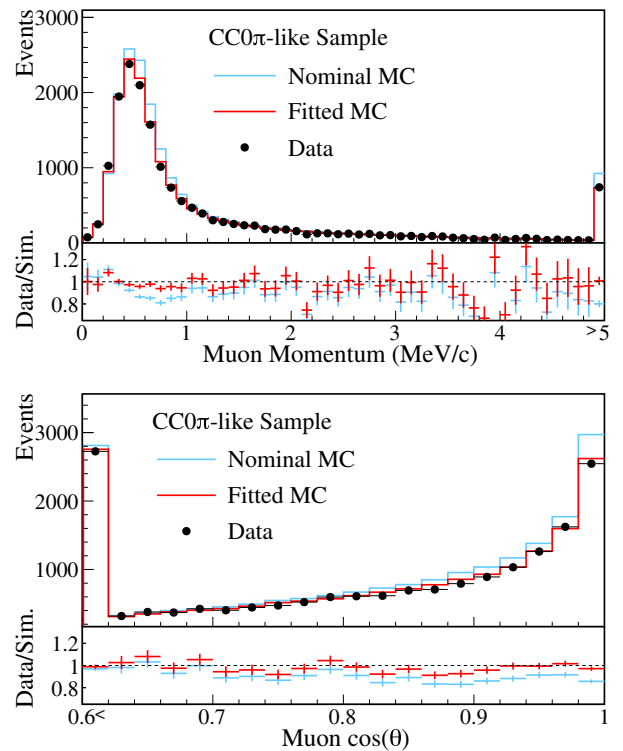 3000
2000
1000
0
Events
CC0π-like Sample
Nominal MC
Fitted MC
Data
1.2
1
0.8
Data/Sim.
0 1 2 3 4 >5
Muon Momentum (MeV/c)
3000
2000
1000
Events
CC0π-like Sample
Nominal MC
Fitted MC
Data
1.2
1
0.8
Data/Sim.
0.6< 0.7 0.8 0.9 1
Muon cos(θ)